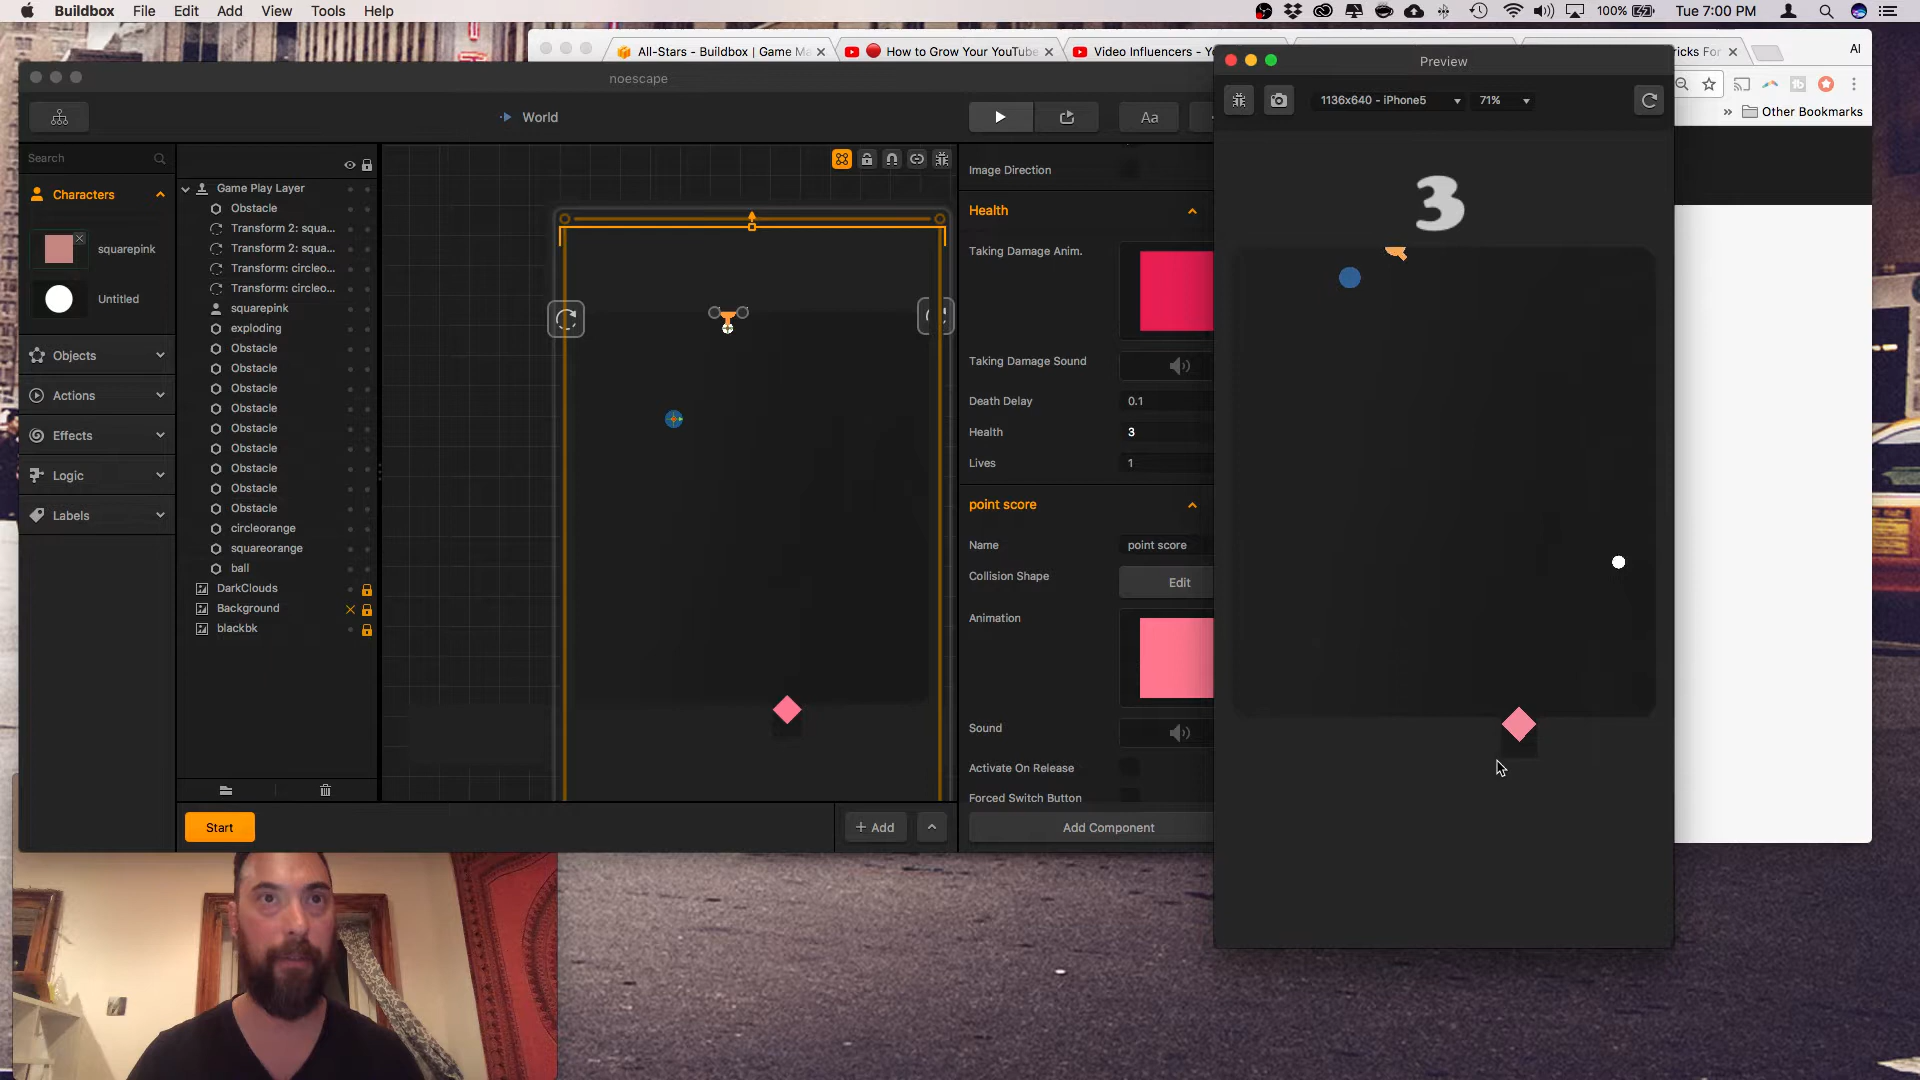 Buildbox File Edit Add View Tools Help
100% Tue 7:00 PM
All-Stars - Buildbox | Game Ma
How to Grow Your YouTube
Video Influencers - Yo
ricks For
AI
noescape
Preview
World
Aa
1136x640 - iPhone5
71%
Other Bookmarks
Search
Characters
squarepink
Untitled
Objects
Actions
Effects
Logic
Labels
Game Play Layer
Obstacle
Transform 2: squa...
Transform 2: squa...
Transform: circleo...
Transform: circleo...
squarepink
exploding
Obstacle
Obstacle
Obstacle
Obstacle
Obstacle
Obstacle
Obstacle
Obstacle
Obstacle
circleorange
squareorange
ball
DarkClouds
Background
blackbk
Start
+ Add
Image Direction
Health
Taking Damage Anim.
Taking Damage Sound
Death Delay 0.1
Health 3
Lives 1
point score
Name point score
Collision Shape Edit
Animation
Sound
Activate On Release
Forced Switch Button
Add Component
3